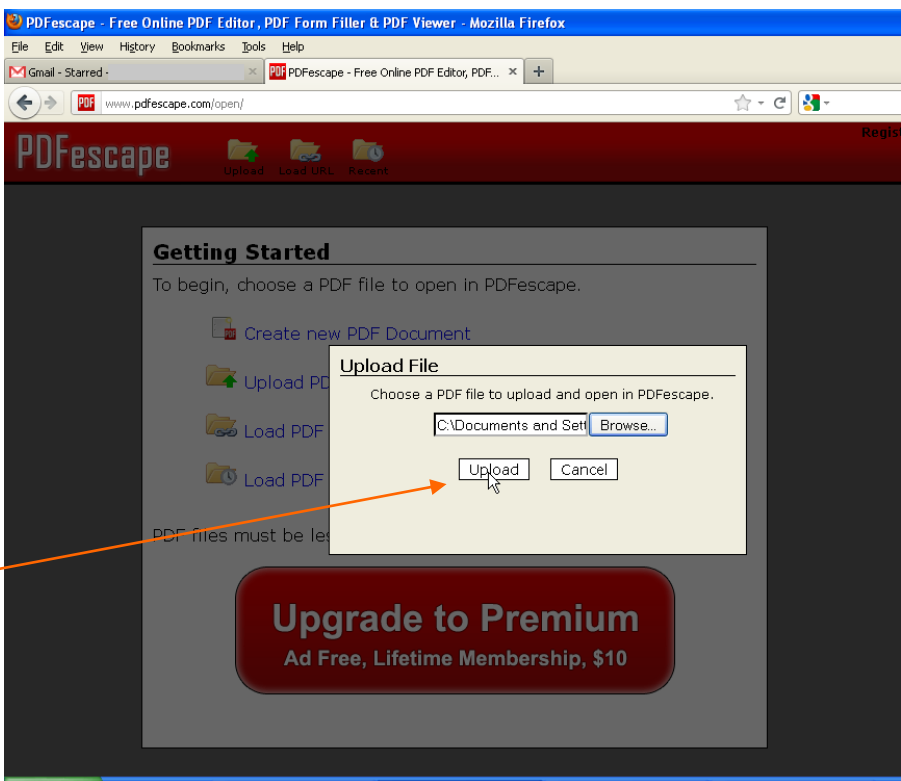 PDFescape - Free Online PDF Editor, PDF Form Filler & PDF Viewer - Mozilla Firefox
File Edit View History Bookmarks Tools Help
Gmail - Starred - × PDF PDFescape - Free Online PDF Editor, PDF... × +
PDF www.pdfescape.com/open/
PDFescape Upload Load URL Recent
Getting Started
To begin, choose a PDF file to open in PDFescape.
PDF Create new PDF Document
Upload PD
Load PDF
Load PDF
PDF files must be les
Upload File
Choose a PDF file to upload and open in PDFescape.
C:\Documents and Sett Browse...
Upload Cancel
Upgrade to Premium
Ad Free, Lifetime Membership, $10